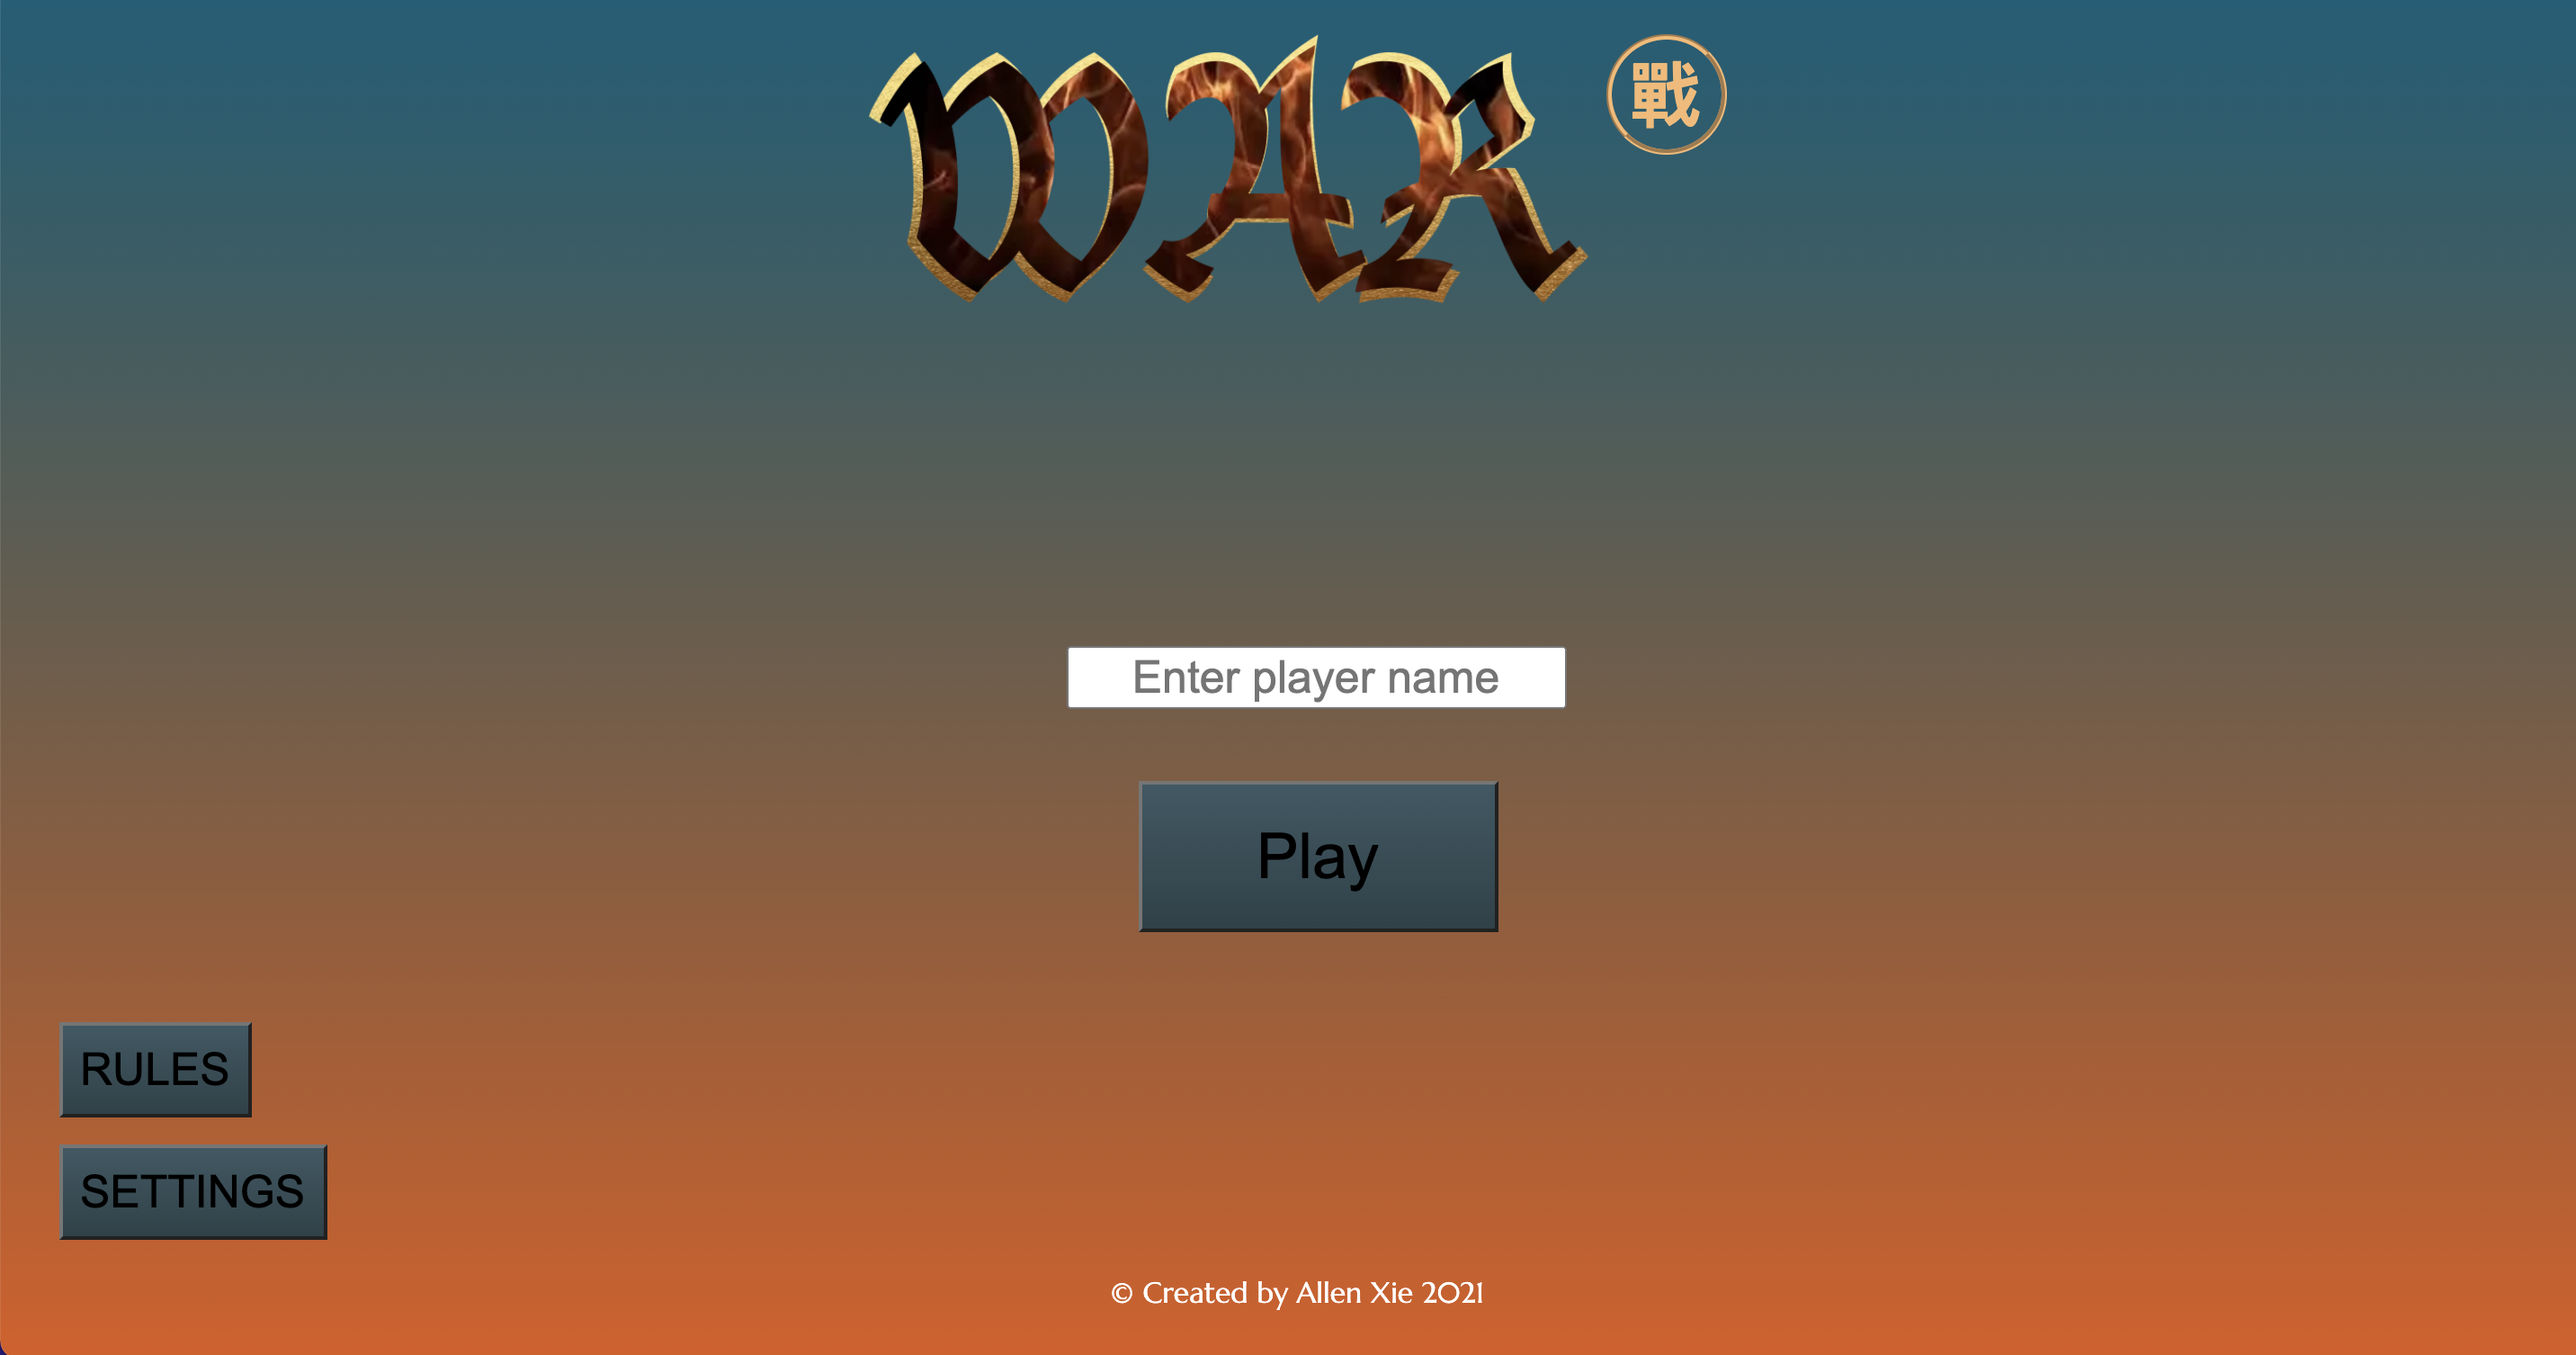 WAR
戰
Enter player name
Play
RULES
SETTINGS
© Created by Allen Xie 2021